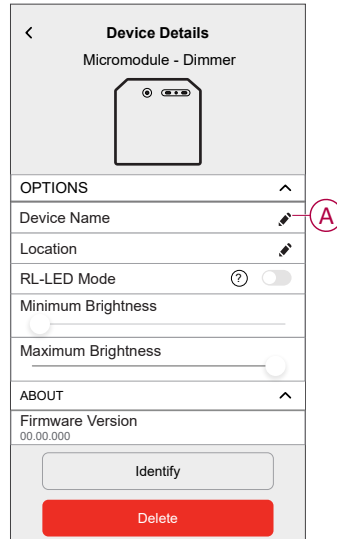 Device Details
Micromodule - Dimmer
OPTIONS
Device Name
A
Location
RL-LED Mode ?
Minimum Brightness
Maximum Brightness
ABOUT
Firmware Version
00.00.000
Identify
Delete